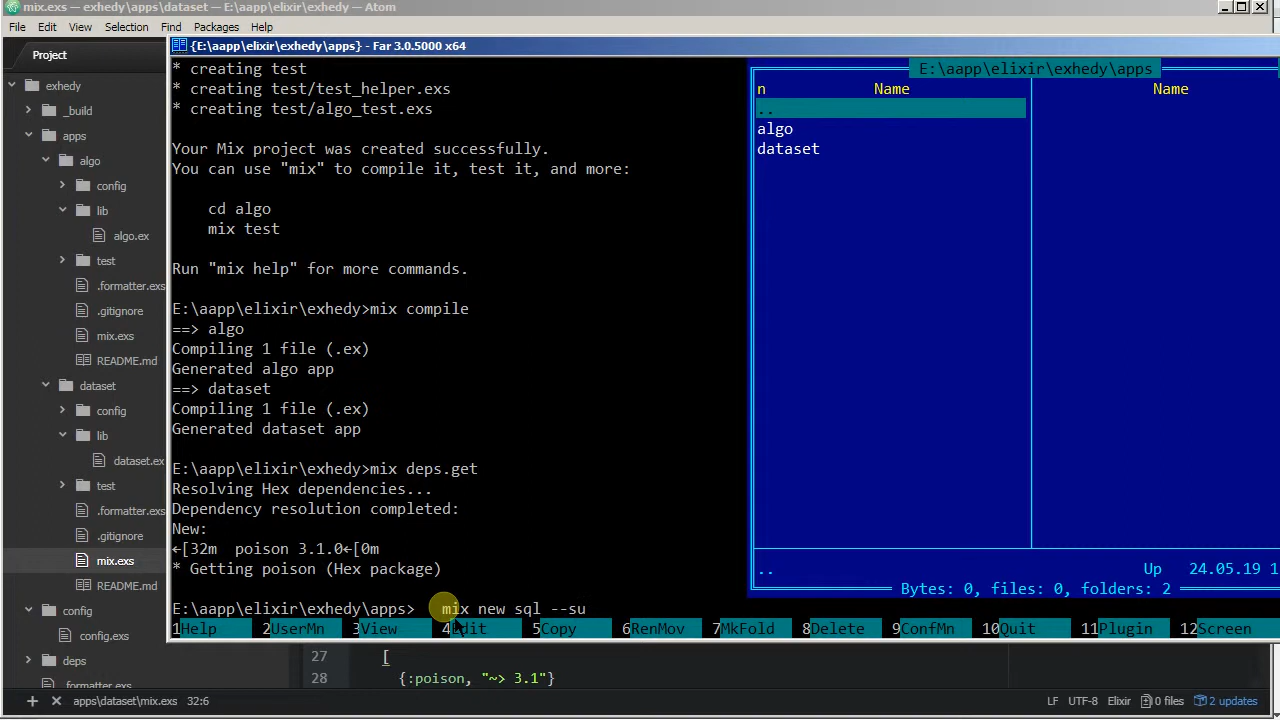 mix.exs — exhedy\apps\dataset — E:\aapp\elixir\exhedy — Atom
File Edit View Selection Find Packages Help
Project
exhedy
_build
apps
algo
config
lib
algo.ex
test
.formatter.exs
.gitignore
mix.exs
README.md
dataset
config
lib
dataset.ex
test
.formatter.exs
.gitignore
mix.exs
README.md
config
config.exs
deps
.formatter.exs
{E:\aapp\elixir\exhedy\apps} - Far 3.0.5000 x64
* creating test
* creating test/test_helper.exs
* creating test/algo_test.exs
Your Mix project was created successfully.
You can use "mix" to compile it, test it, and more:
cd algo
mix test
Run "mix help" for more commands.
E:\aapp\elixir\exhedy>mix compile
==> algo
Compiling 1 file (.ex)
Generated algo app
==> dataset
Compiling 1 file (.ex)
Generated dataset app
E:\aapp\elixir\exhedy>mix deps.get
Resolving Hex dependencies...
Dependency resolution completed:
New:
←[32m  poison 3.1.0←[0m
* Getting poison (Hex package)
E:\aapp\elixir\exhedy\apps>   mix new sql --su
E:\aapp\elixir\exhedy\apps
n Name Name
..
algo
dataset
.. Up 24.05.19 1
Bytes: 0, files: 0, folders: 2
1Help 2UserMn 3View 4Edit 5Copy 6RenMov 7MkFold 8Delete 9ConfMn 10Quit 11Plugin 12Screen
27 [
28 {:poison, "~> 3.1"}
apps\dataset\mix.exs 32:6 LF UTF-8 Elixir 0 files 2 updates